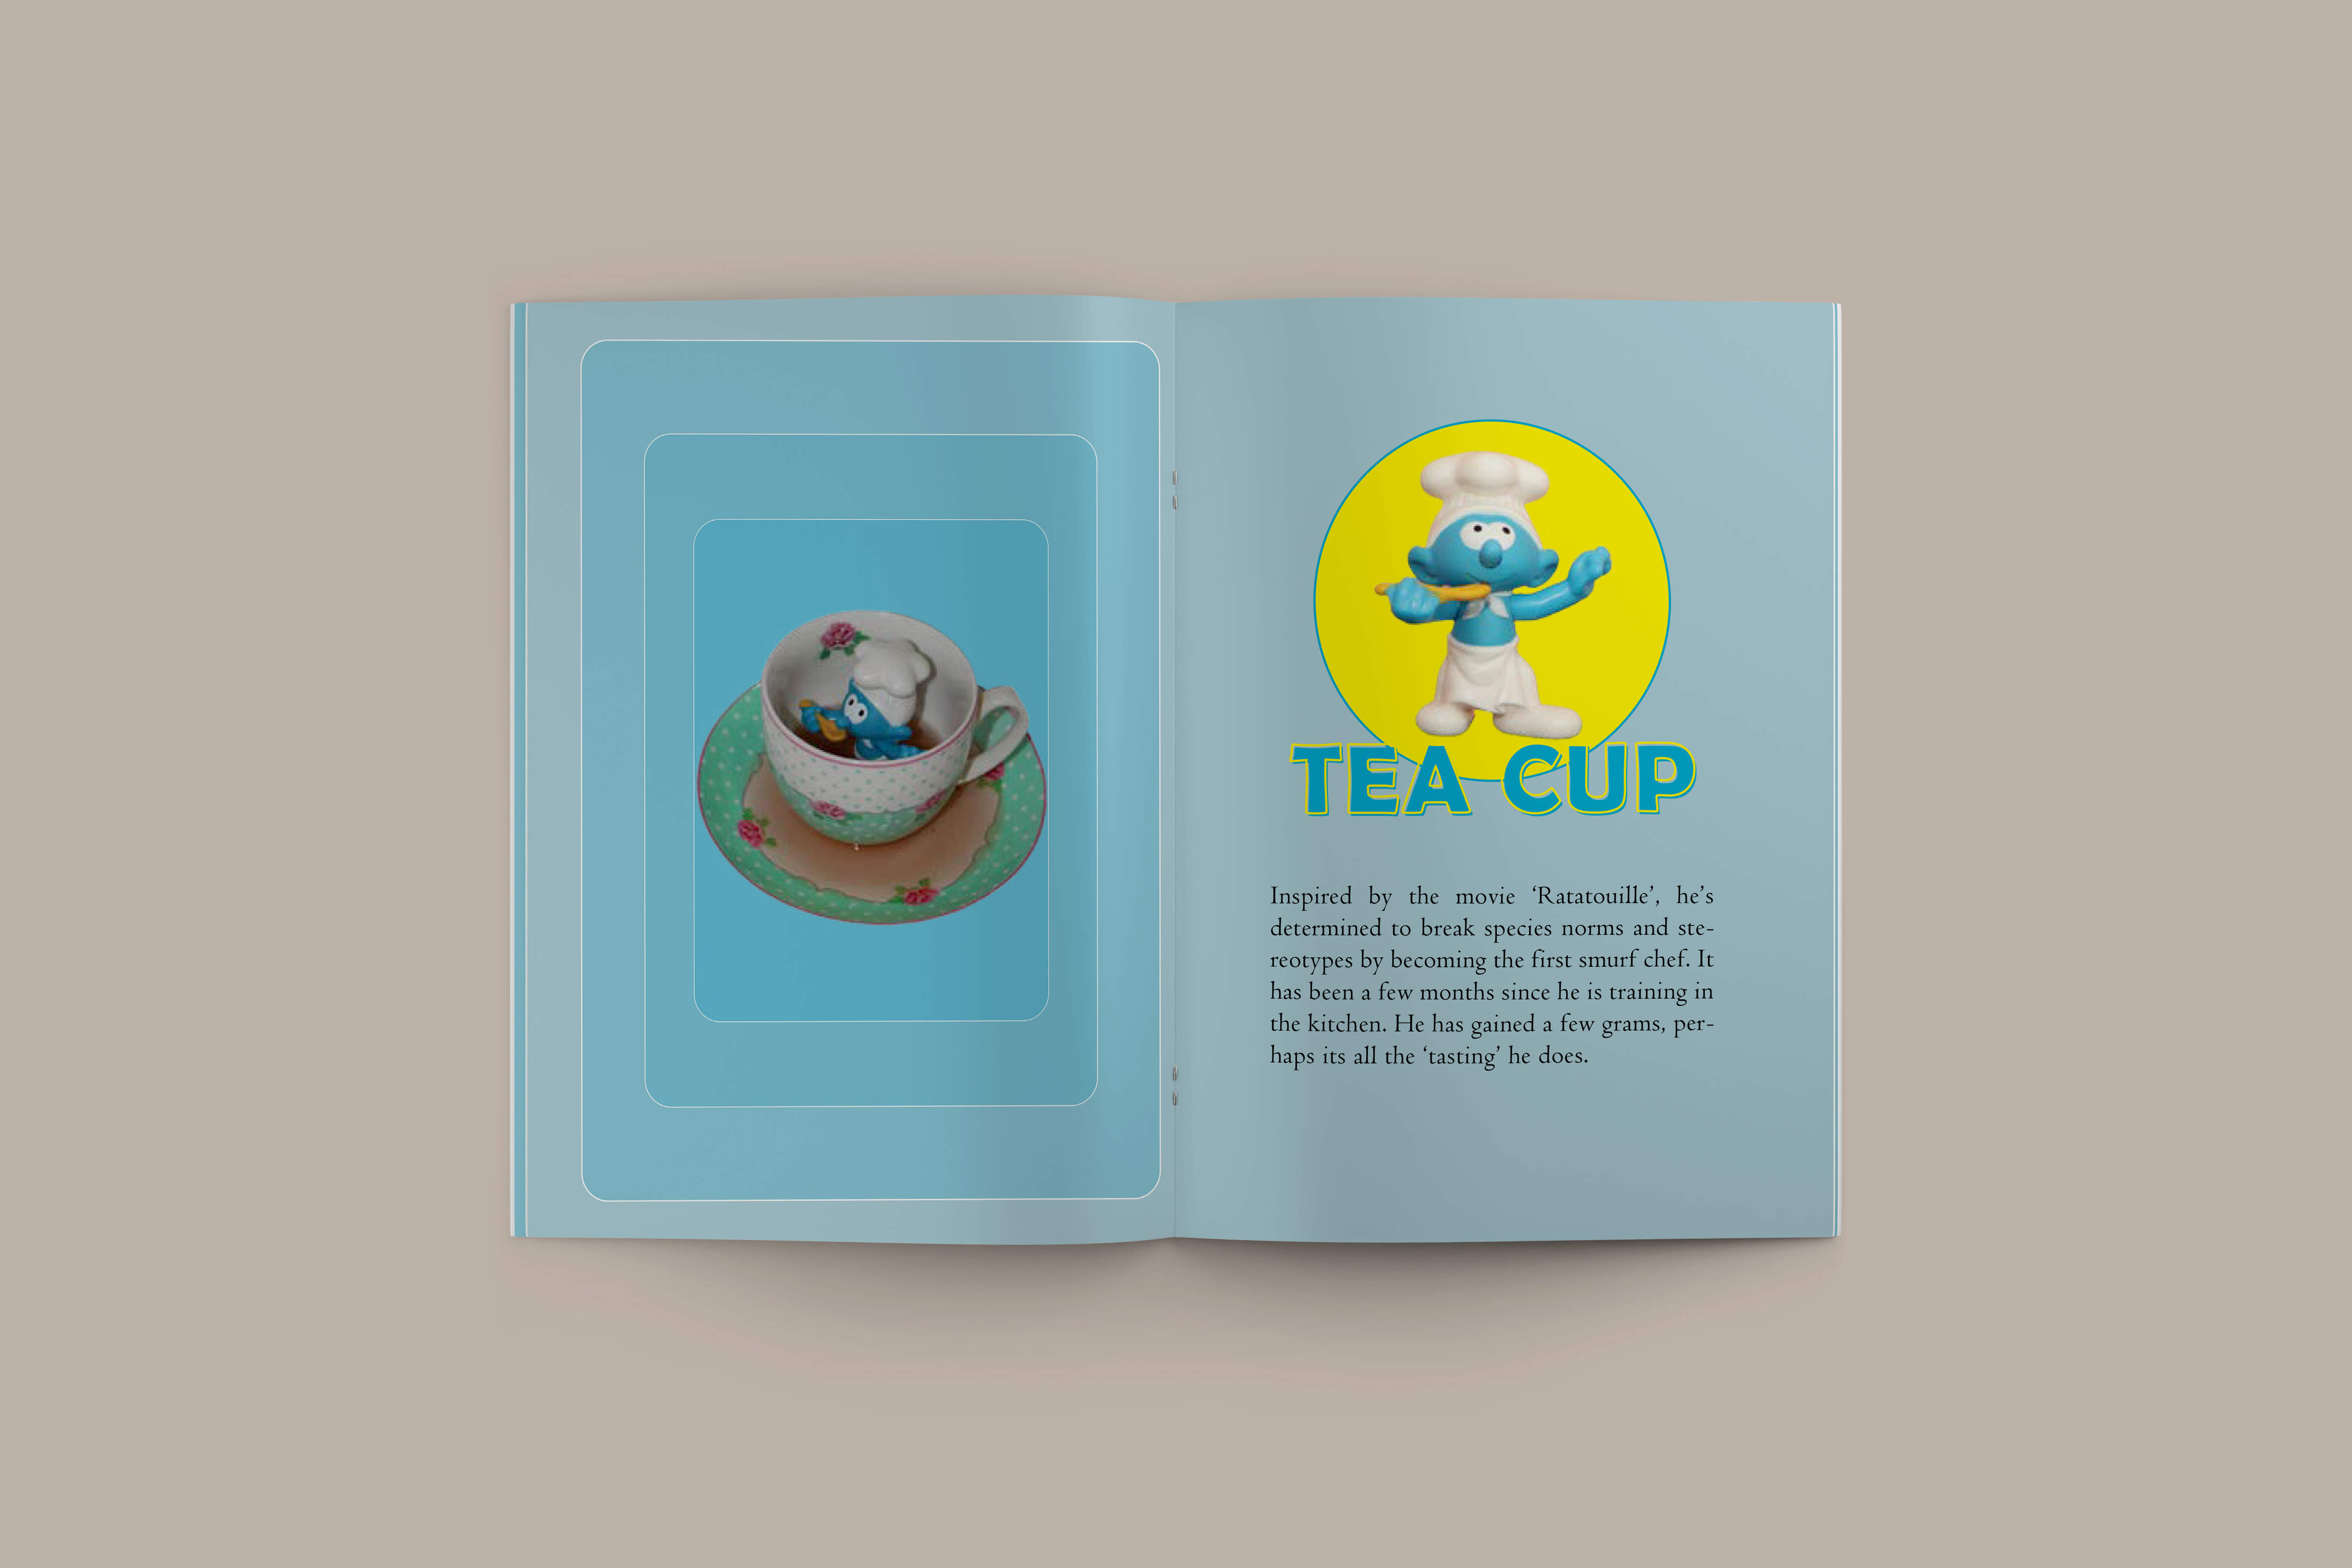 TEA CUP
Inspired by the movie ‘Ratatouille’, he’s
determined to break species norms and ste-
reotypes by becoming the first smurf chef. It
has been a few months since he is training in
the kitchen. He has gained a few grams, per-
haps its all the ‘tasting’ he does.